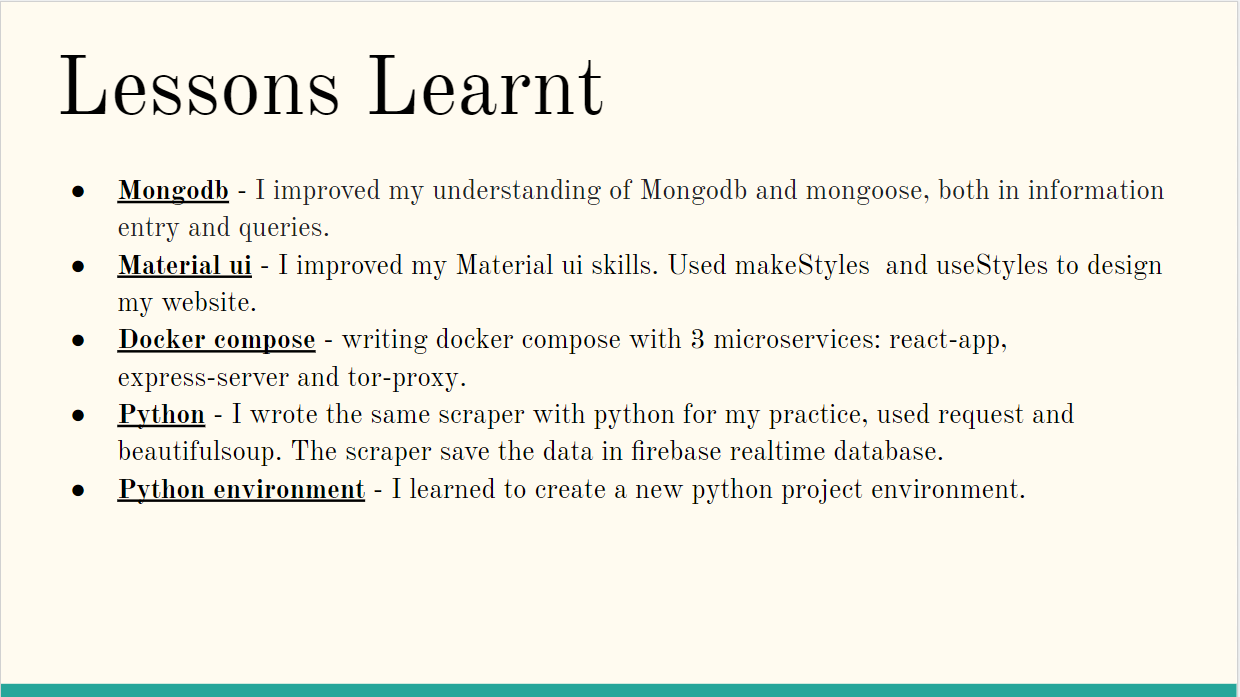 Lessons Learnt
● Mongodb - I improved my understanding of Mongodb and mongoose, both in information
entry and queries.
● Material ui - I improved my Material ui skills. Used makeStyles  and useStyles to design
my website.
● Docker compose - writing docker compose with 3 microservices: react-app,
express-server and tor-proxy.
● Python - I wrote the same scraper with python for my practice, used request and
beautifulsoup. The scraper save the data in firebase realtime database.
● Python environment - I learned to create a new python project environment.